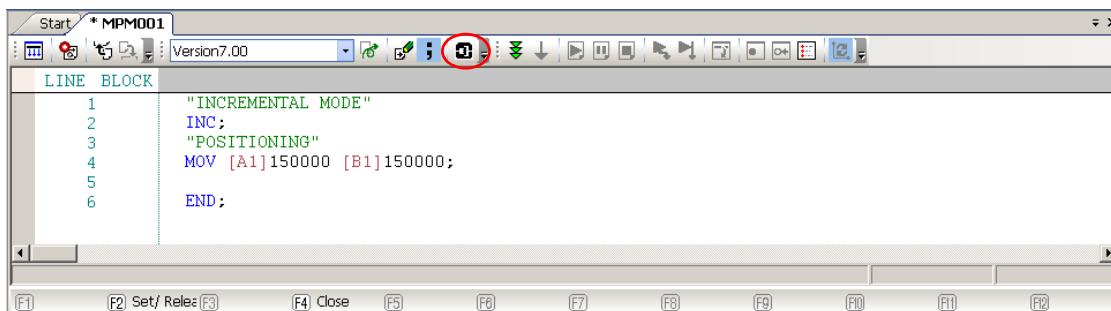 Start * MPM001
Version7.00
LINE BLOCK
1 "INCREMENTAL MODE"
2 INC;
3 "POSITIONING"
4 MOV [A1]150000 [B1]150000;
5
6 END;
F1 F2 Set/ Relea F3 F4 Close F5 F6 F7 F8 F9 F10 F11 F12